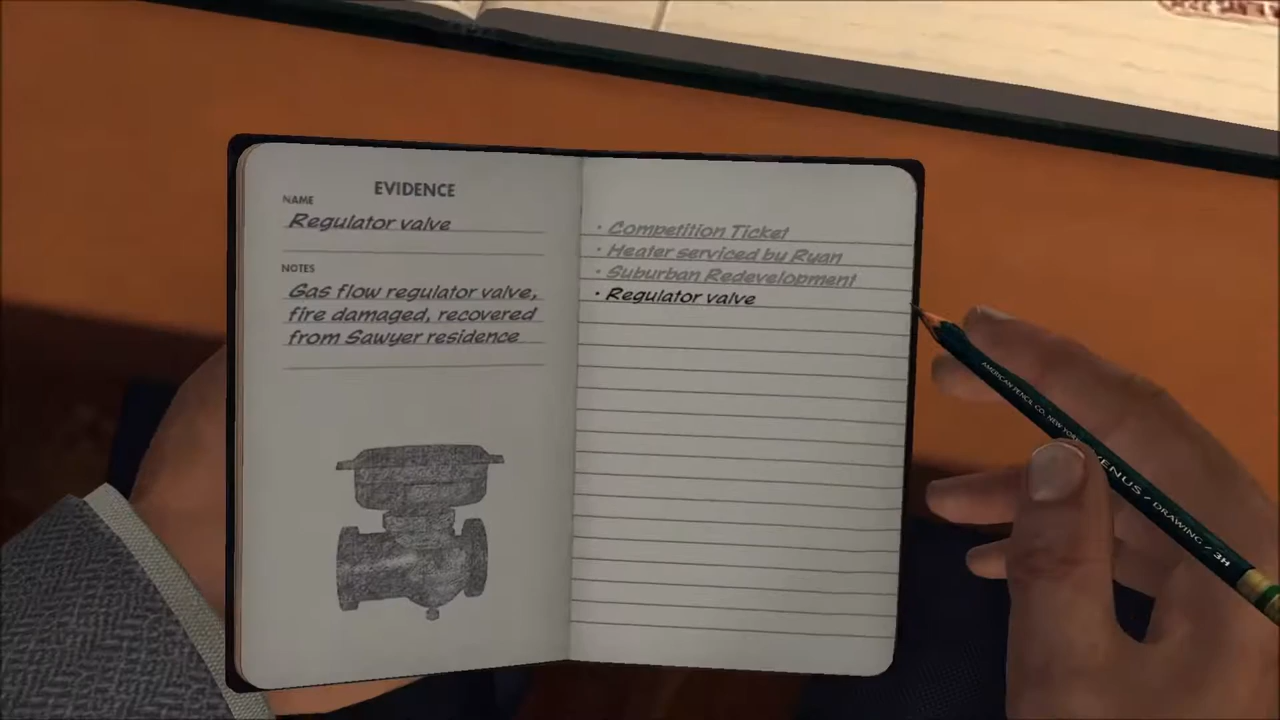 EVIDENCE
NAME
Regulator valve
NOTES
Gas flow regulator valve,
fire damaged, recovered
from Sawyer residence
· Competition Ticket
· Heater serviced by Ryan
· Suburban Redevelopment
· Regulator valve
AMERICAN PENCIL CO. NEW YORK
VENUS / DRAWING / 3H